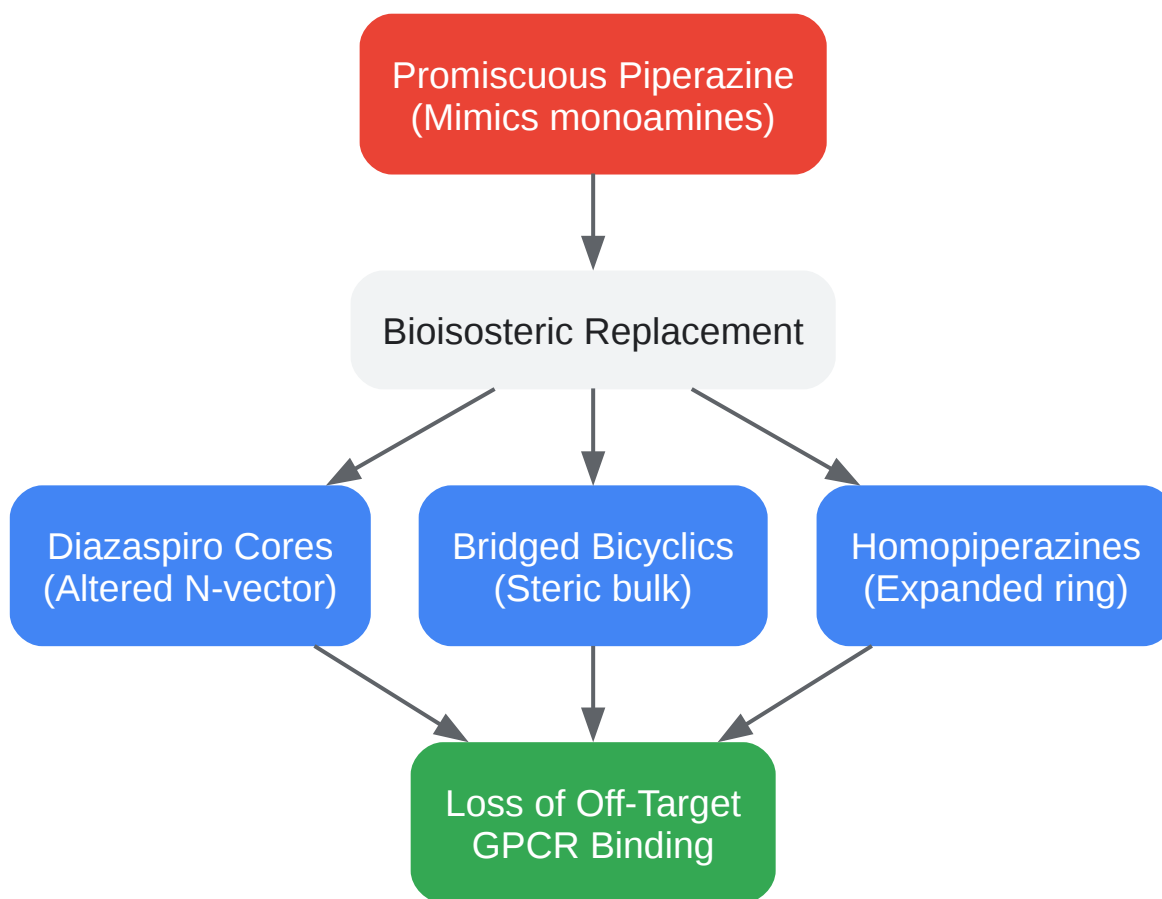 Promiscuous Piperazine
(Mimics monoamines)
Bioisosteric Replacement
Diazaspiro Cores
(Altered N-vector)
Bridged Bicyclics
(Steric bulk)
Homopiperazines
(Expanded ring)
Loss of Off-Target
GPCR Binding